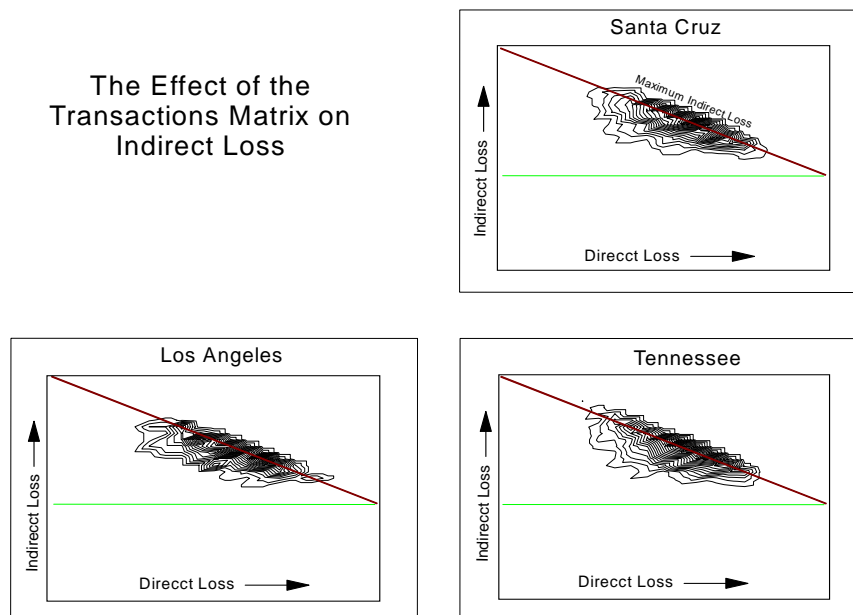 The Effect of the
Transactions Matrix on
Indirect Loss
Santa Cruz
Maximum Indirect Loss
Indirecct Loss
Direcct Loss
Los Angeles
Indirecct Loss
Direcct Loss
Tennessee
Indirecct Loss
Direcct Loss